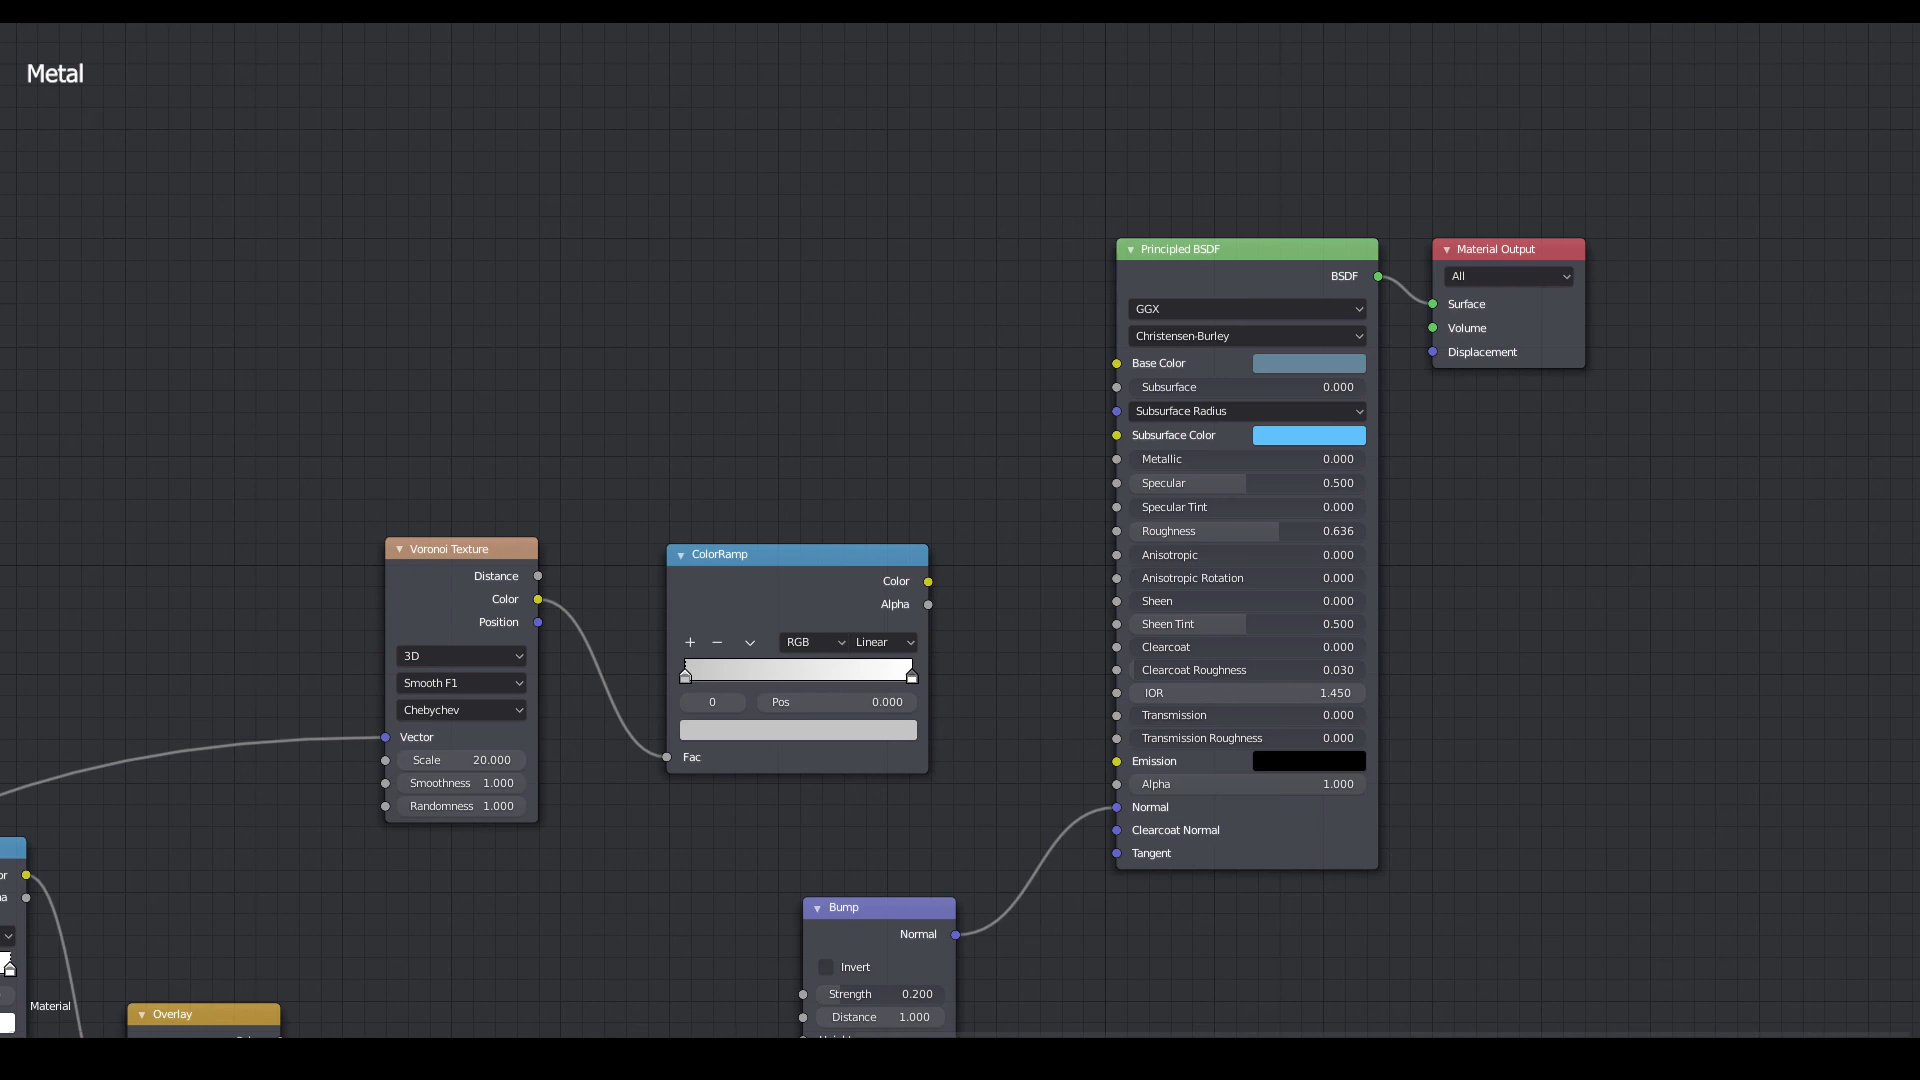 Metal
Principled BSDF
BSDF
GGX
Christensen-Burley
Base Color
Subsurface 0.000
Subsurface Radius
Subsurface Color
Metallic 0.000
Specular 0.500
Specular Tint 0.000
Roughness 0.636
Anisotropic 0.000
Anisotropic Rotation 0.000
Sheen 0.000
Sheen Tint 0.500
Clearcoat 0.000
Clearcoat Roughness 0.030
IOR 1.450
Transmission 0.000
Transmission Roughness 0.000
Emission
Alpha 1.000
Normal
Clearcoat Normal
Tangent
Material Output
All
Surface
Volume
Displacement
Voronoi Texture
Distance
Color
Position
3D
Smooth F1
Chebychev
Vector
Scale 20.000
Smoothness 1.000
Randomness 1.000
ColorRamp
Color
Alpha
RGB Linear
0 Pos 0.000
Fac
Bump
Normal
Invert
Strength 0.200
Distance 1.000
or
a
Material
Overlay